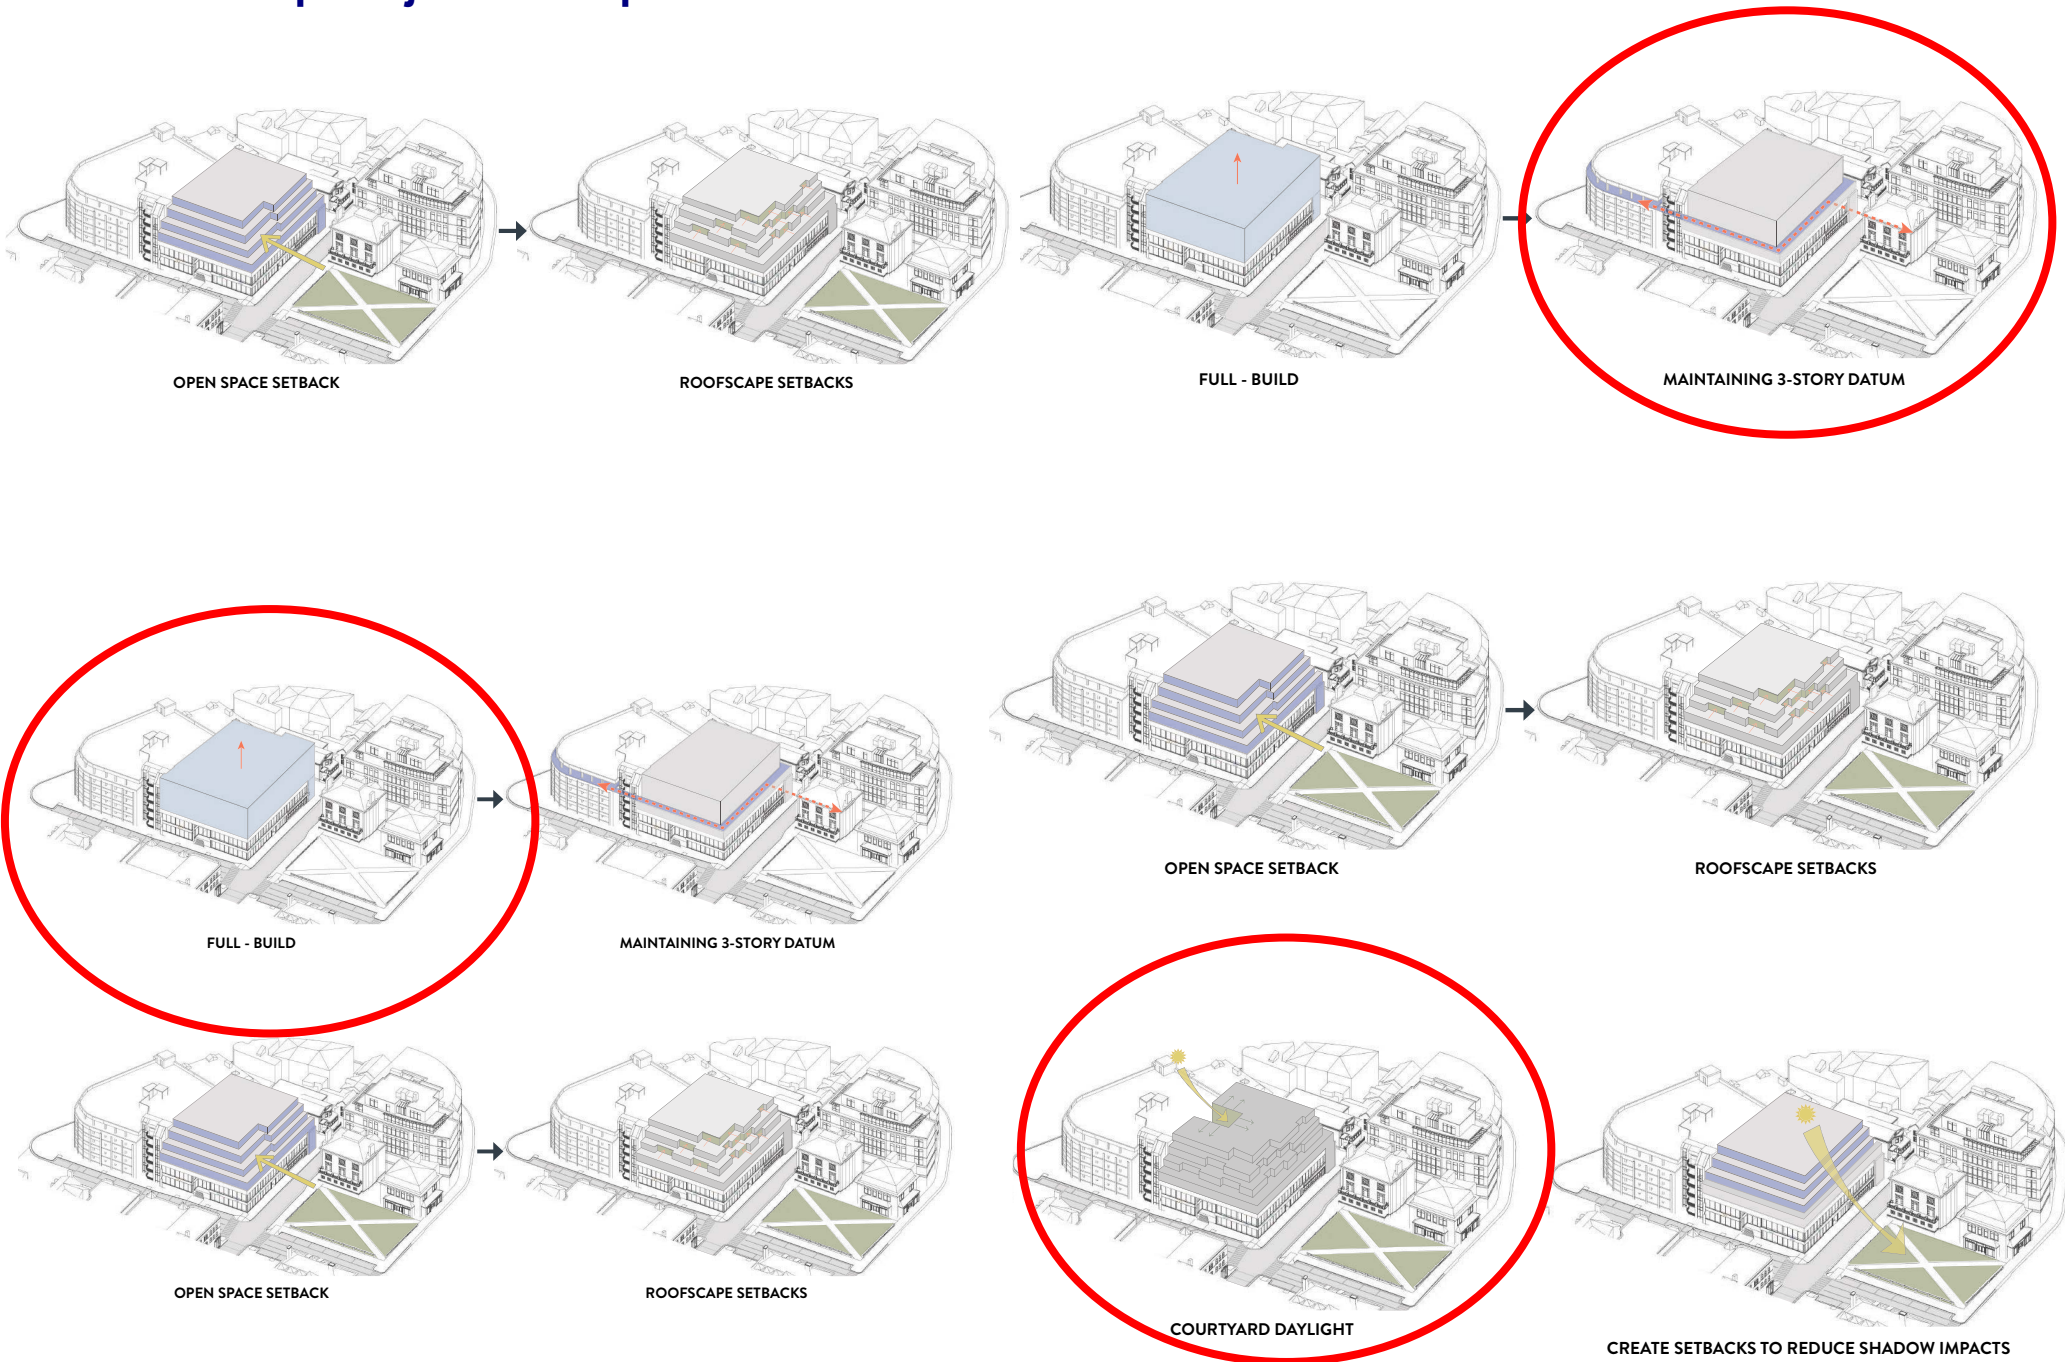 OPEN SPACE SETBACK
ROOFSCAPE SETBACKS
FULL - BUILD
MAINTAINING 3-STORY DATUM
FULL - BUILD
MAINTAINING 3-STORY DATUM
OPEN SPACE SETBACK
ROOFSCAPE SETBACKS
OPEN SPACE SETBACK
ROOFSCAPE SETBACKS
COURTYARD DAYLIGHT
CREATE SETBACKS TO REDUCE SHADOW IMPACTS